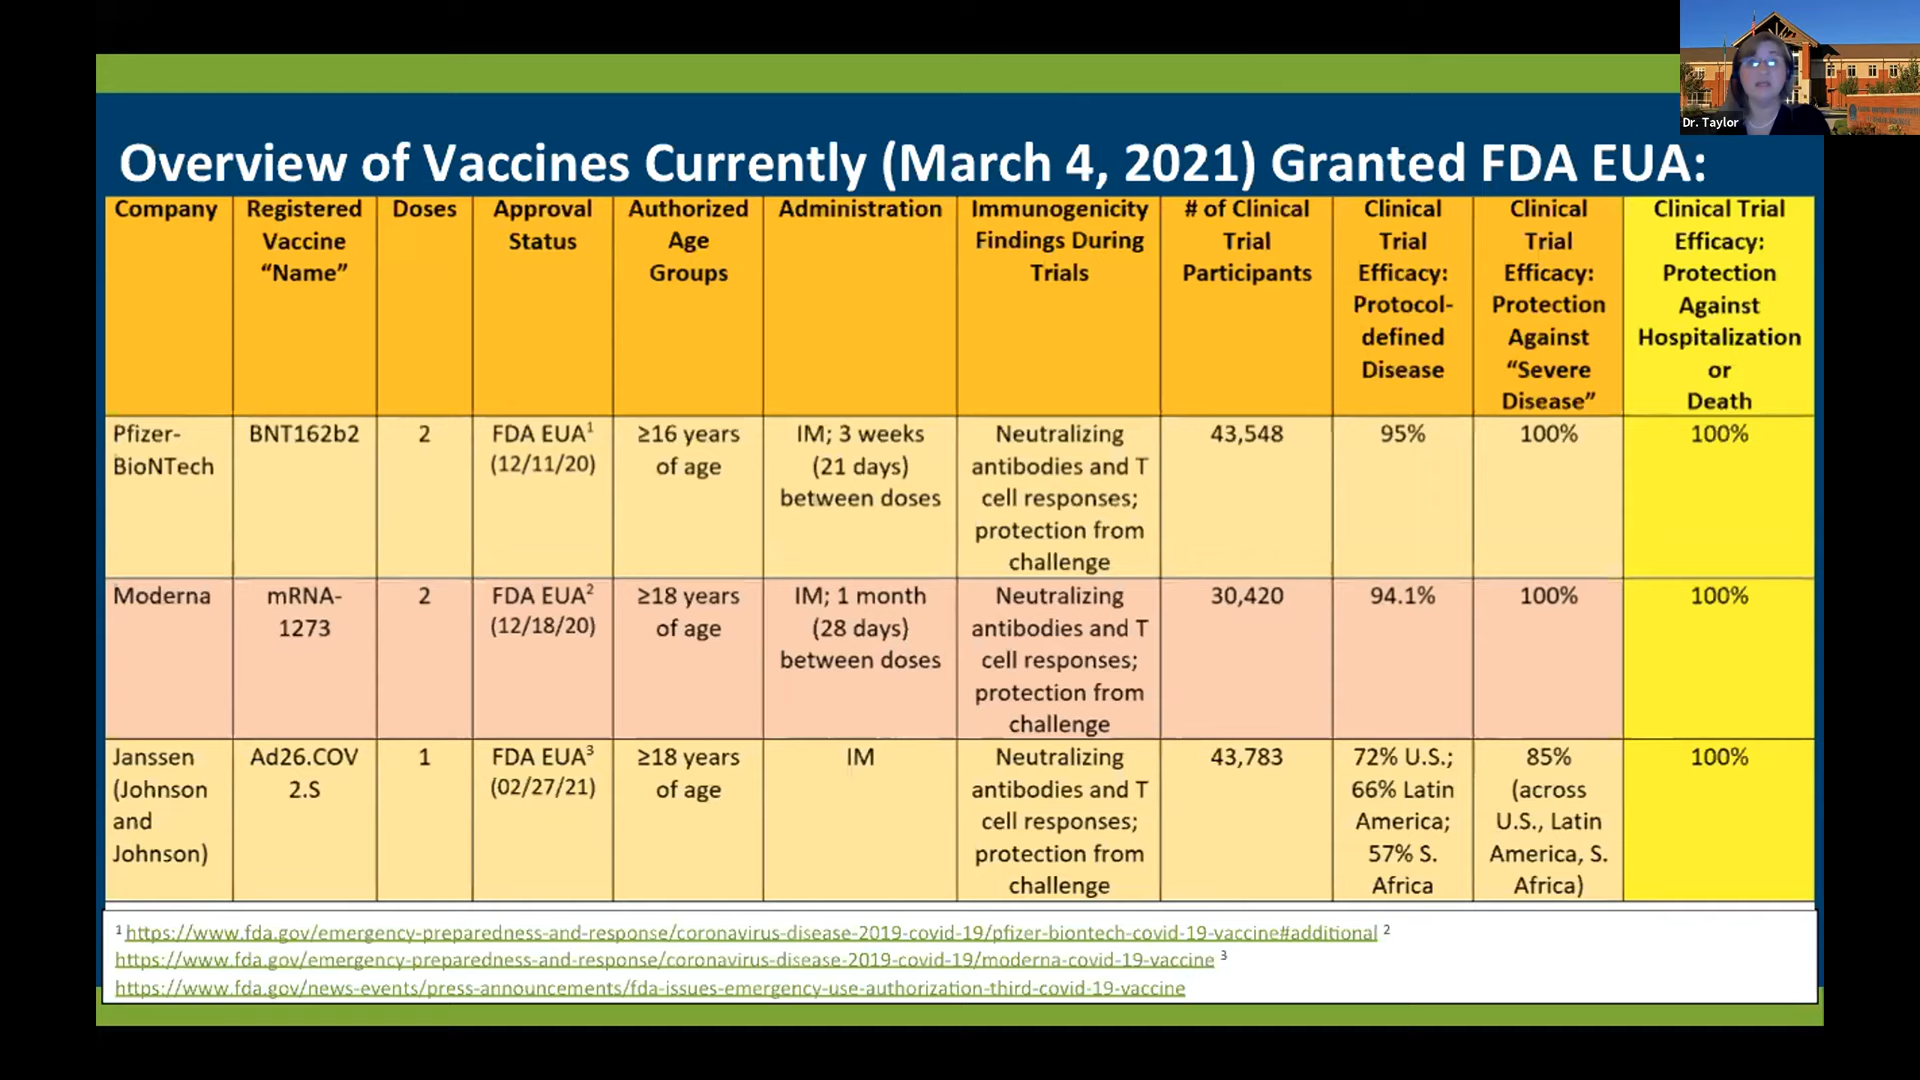 Dr. Taylor
Overview of Vaccines Currently (March 4, 2021) Granted FDA EUA:
Company
Registered
Vaccine
“Name”
Doses
Approval
Status
Authorized
Age
Groups
Administration
Immunogenicity
Findings During
Trials
# of Clinical
Trial
Participants
Clinical
Trial
Efficacy:
Protocol-
defined
Disease
Clinical
Trial
Efficacy:
Protection
Against
“Severe
Disease”
Clinical Trial
Efficacy:
Protection
Against
Hospitalization
or
Death
Pfizer-
BioNTech
BNT162b2
2
FDA EUA¹
(12/11/20)
≥16 years
of age
IM; 3 weeks
(21 days)
between doses
Neutralizing
antibodies and T
cell responses;
protection from
challenge
43,548
95%
100%
100%
Moderna
mRNA-
1273
2
FDA EUA²
(12/18/20)
≥18 years
of age
IM; 1 month
(28 days)
between doses
Neutralizing
antibodies and T
cell responses;
protection from
challenge
30,420
94.1%
100%
100%
Janssen
(Johnson
and
Johnson)
Ad26.COV
2.S
1
FDA EUA³
(02/27/21)
≥18 years
of age
IM
Neutralizing
antibodies and T
cell responses;
protection from
challenge
43,783
72% U.S.;
66% Latin
America;
57% S.
Africa
85%
(across
U.S., Latin
America, S.
Africa)
100%
¹ https://www.fda.gov/emergency-preparedness-and-response/coronavirus-disease-2019-covid-19/pfizer-biontech-covid-19-vaccine#additional ²
https://www.fda.gov/emergency-preparedness-and-response/coronavirus-disease-2019-covid-19/moderna-covid-19-vaccine ³
https://www.fda.gov/news-events/press-announcements/fda-issues-emergency-use-authorization-third-covid-19-vaccine